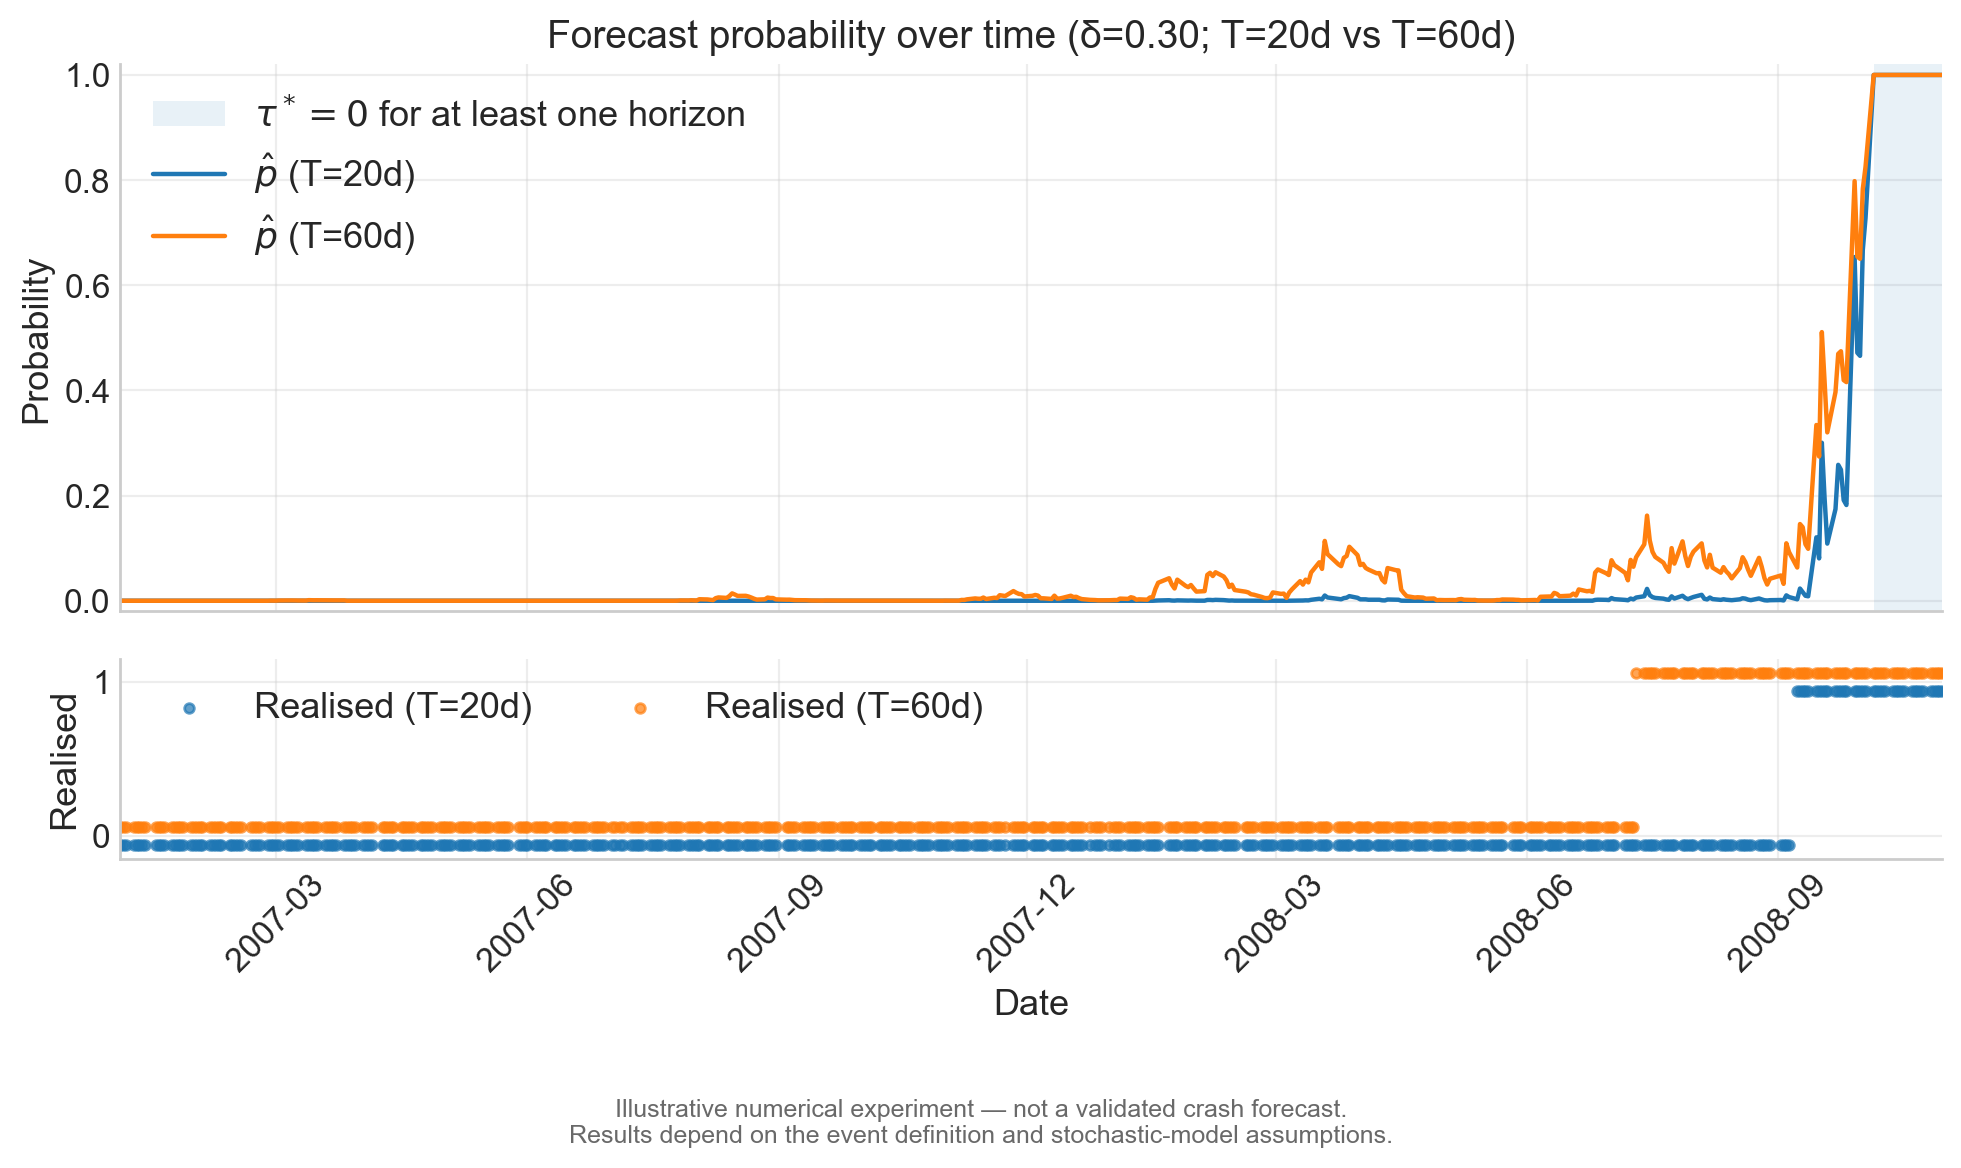 Forecast probability over time (δ=0.30; T=20d vs T=60d)
1.0
0.8
0.6
0.4
0.2
0.0
Probability
τ* = 0 for at least one horizon
p̂ (T=20d)
p̂ (T=60d)
1
0
Realised
Realised (T=20d)
Realised (T=60d)
2007-03
2007-06
2007-09
2007-12
2008-03
2008-06
2008-09
Date
Illustrative numerical experiment — not a validated crash forecast.
Results depend on the event definition and stochastic-model assumptions.